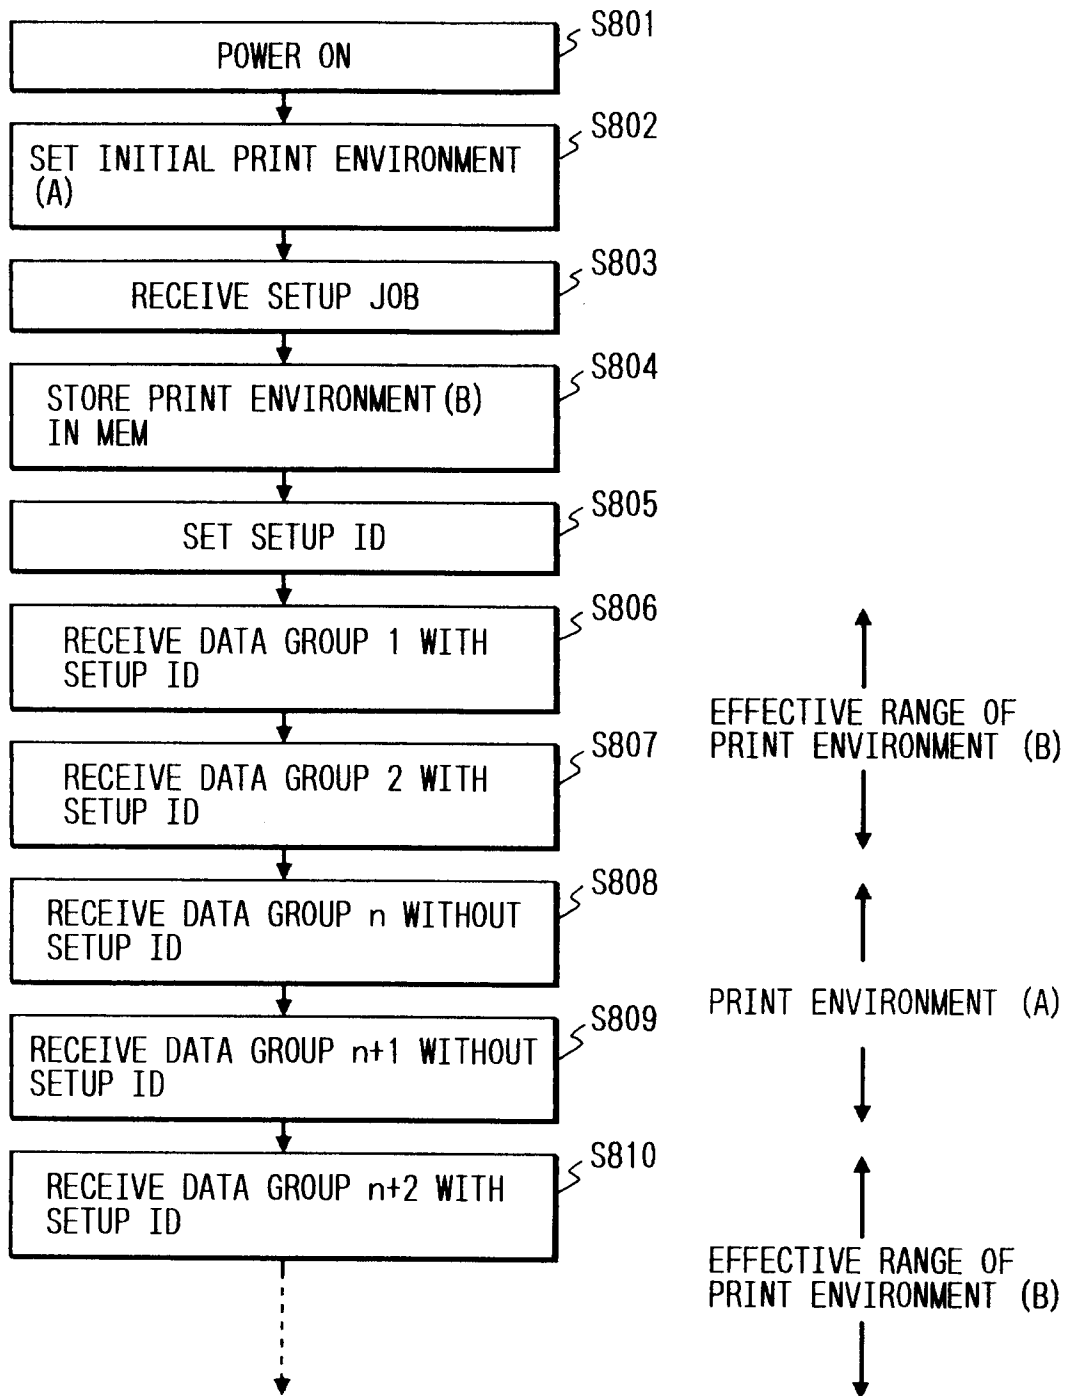 S801
POWER ON
S802
SET INITIAL PRINT ENVIRONMENT
(A)
S803
RECEIVE SETUP JOB
S804
STORE PRINT ENVIRONMENT (B)
IN MEM
S805
SET SETUP ID
S806
RECEIVE DATA GROUP 1 WITH
SETUP ID
S807
RECEIVE DATA GROUP 2 WITH
SETUP ID
EFFECTIVE RANGE OF
PRINT ENVIRONMENT (B)
S808
RECEIVE DATA GROUP n WITHOUT
SETUP ID
S809
RECEIVE DATA GROUP n+1 WITHOUT
SETUP ID
PRINT ENVIRONMENT (A)
S810
RECEIVE DATA GROUP n+2 WITH
SETUP ID
EFFECTIVE RANGE OF
PRINT ENVIRONMENT (B)